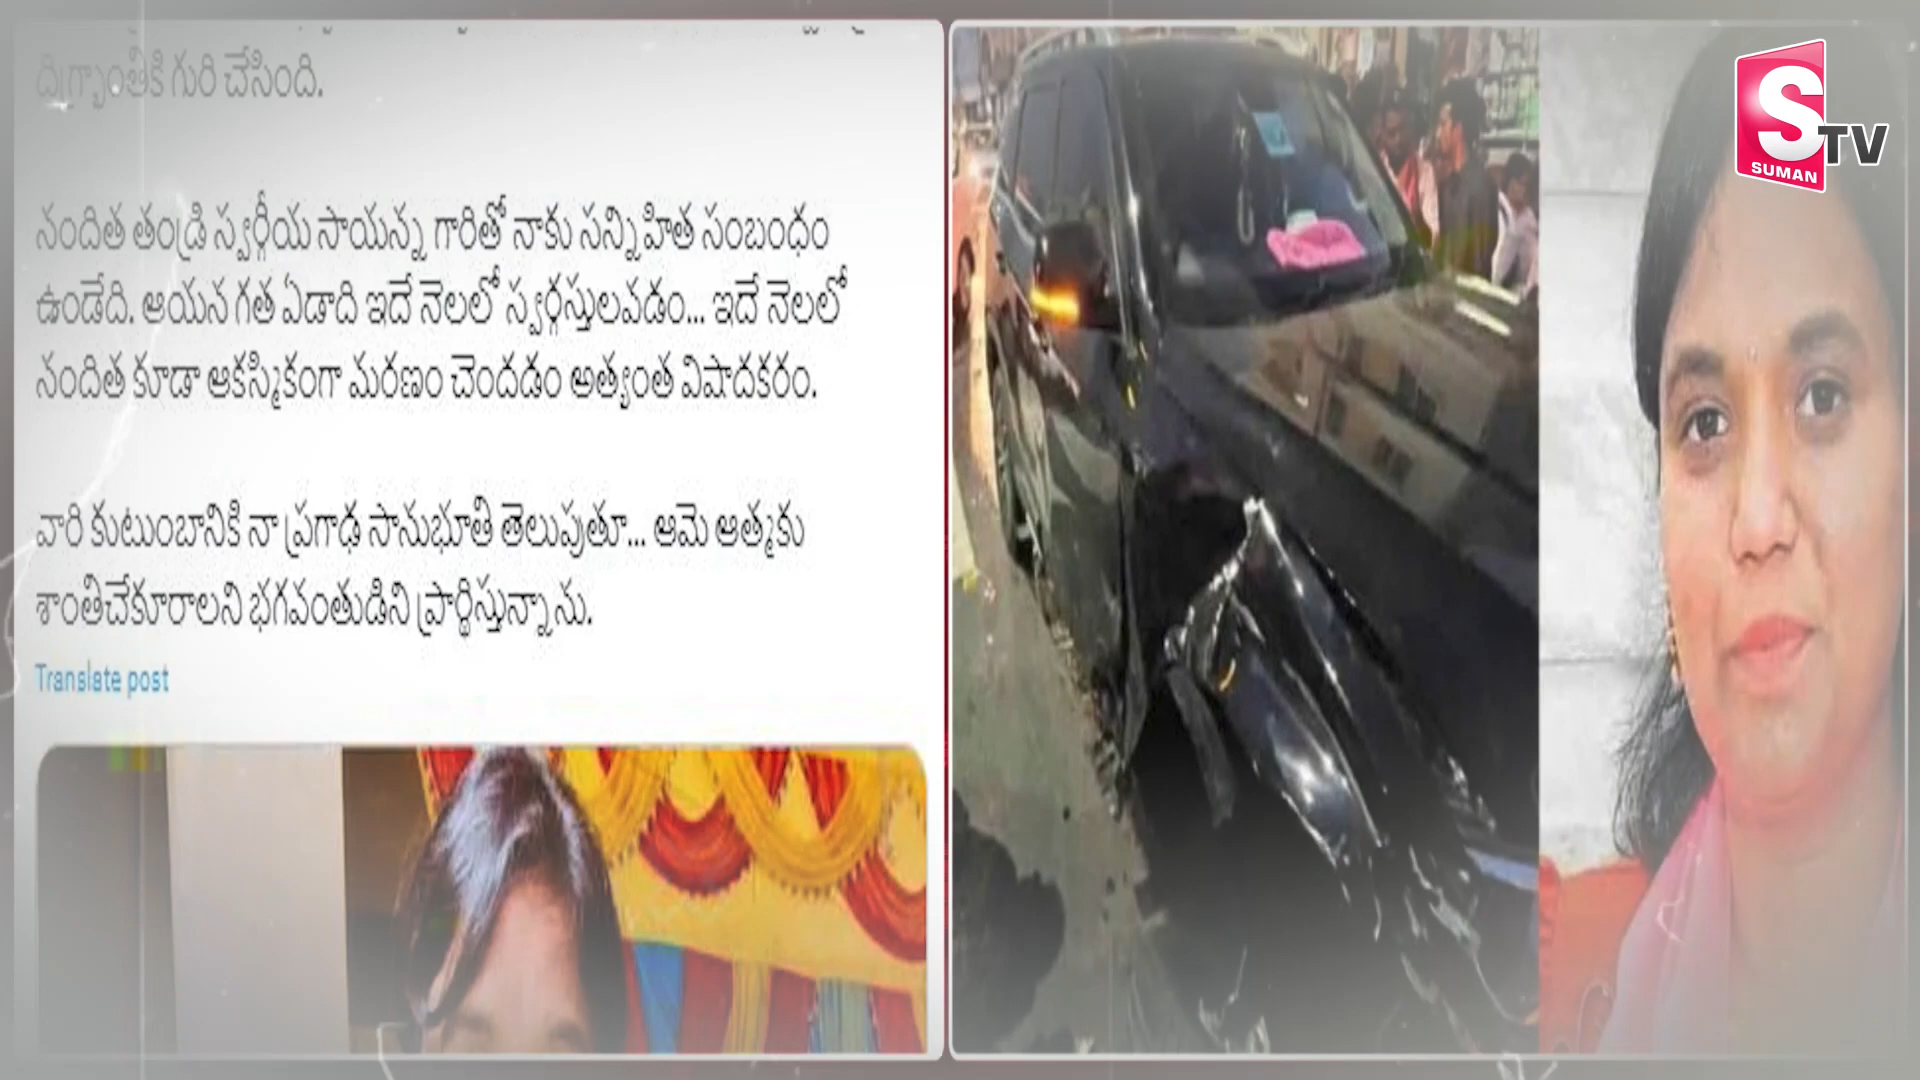 దిగ్భ్రాంతికి గురి చేసింది.
నందిత తండ్రి స్వర్గీయ సాయన్న గారితో నాకు సన్నిహిత సంబంధం
ఉండేది. ఆయన గత ఏడాది ఇదే నెలలో స్వర్గస్తులవడం... ఇదే నెలలో
నందిత కూడా ఆకస్మికంగా మరణం చెందడం అత్యంత విషాదకరం.
వారి కుటుంబానికి నా ప్రగాఢ సానుభూతి తెలుపుతూ... ఆమె ఆత్మకు
శాంతిచేకూరాలని భగవంతుడిని ప్రార్థిస్తున్నాను.
Translate post
S TV
SUMAN